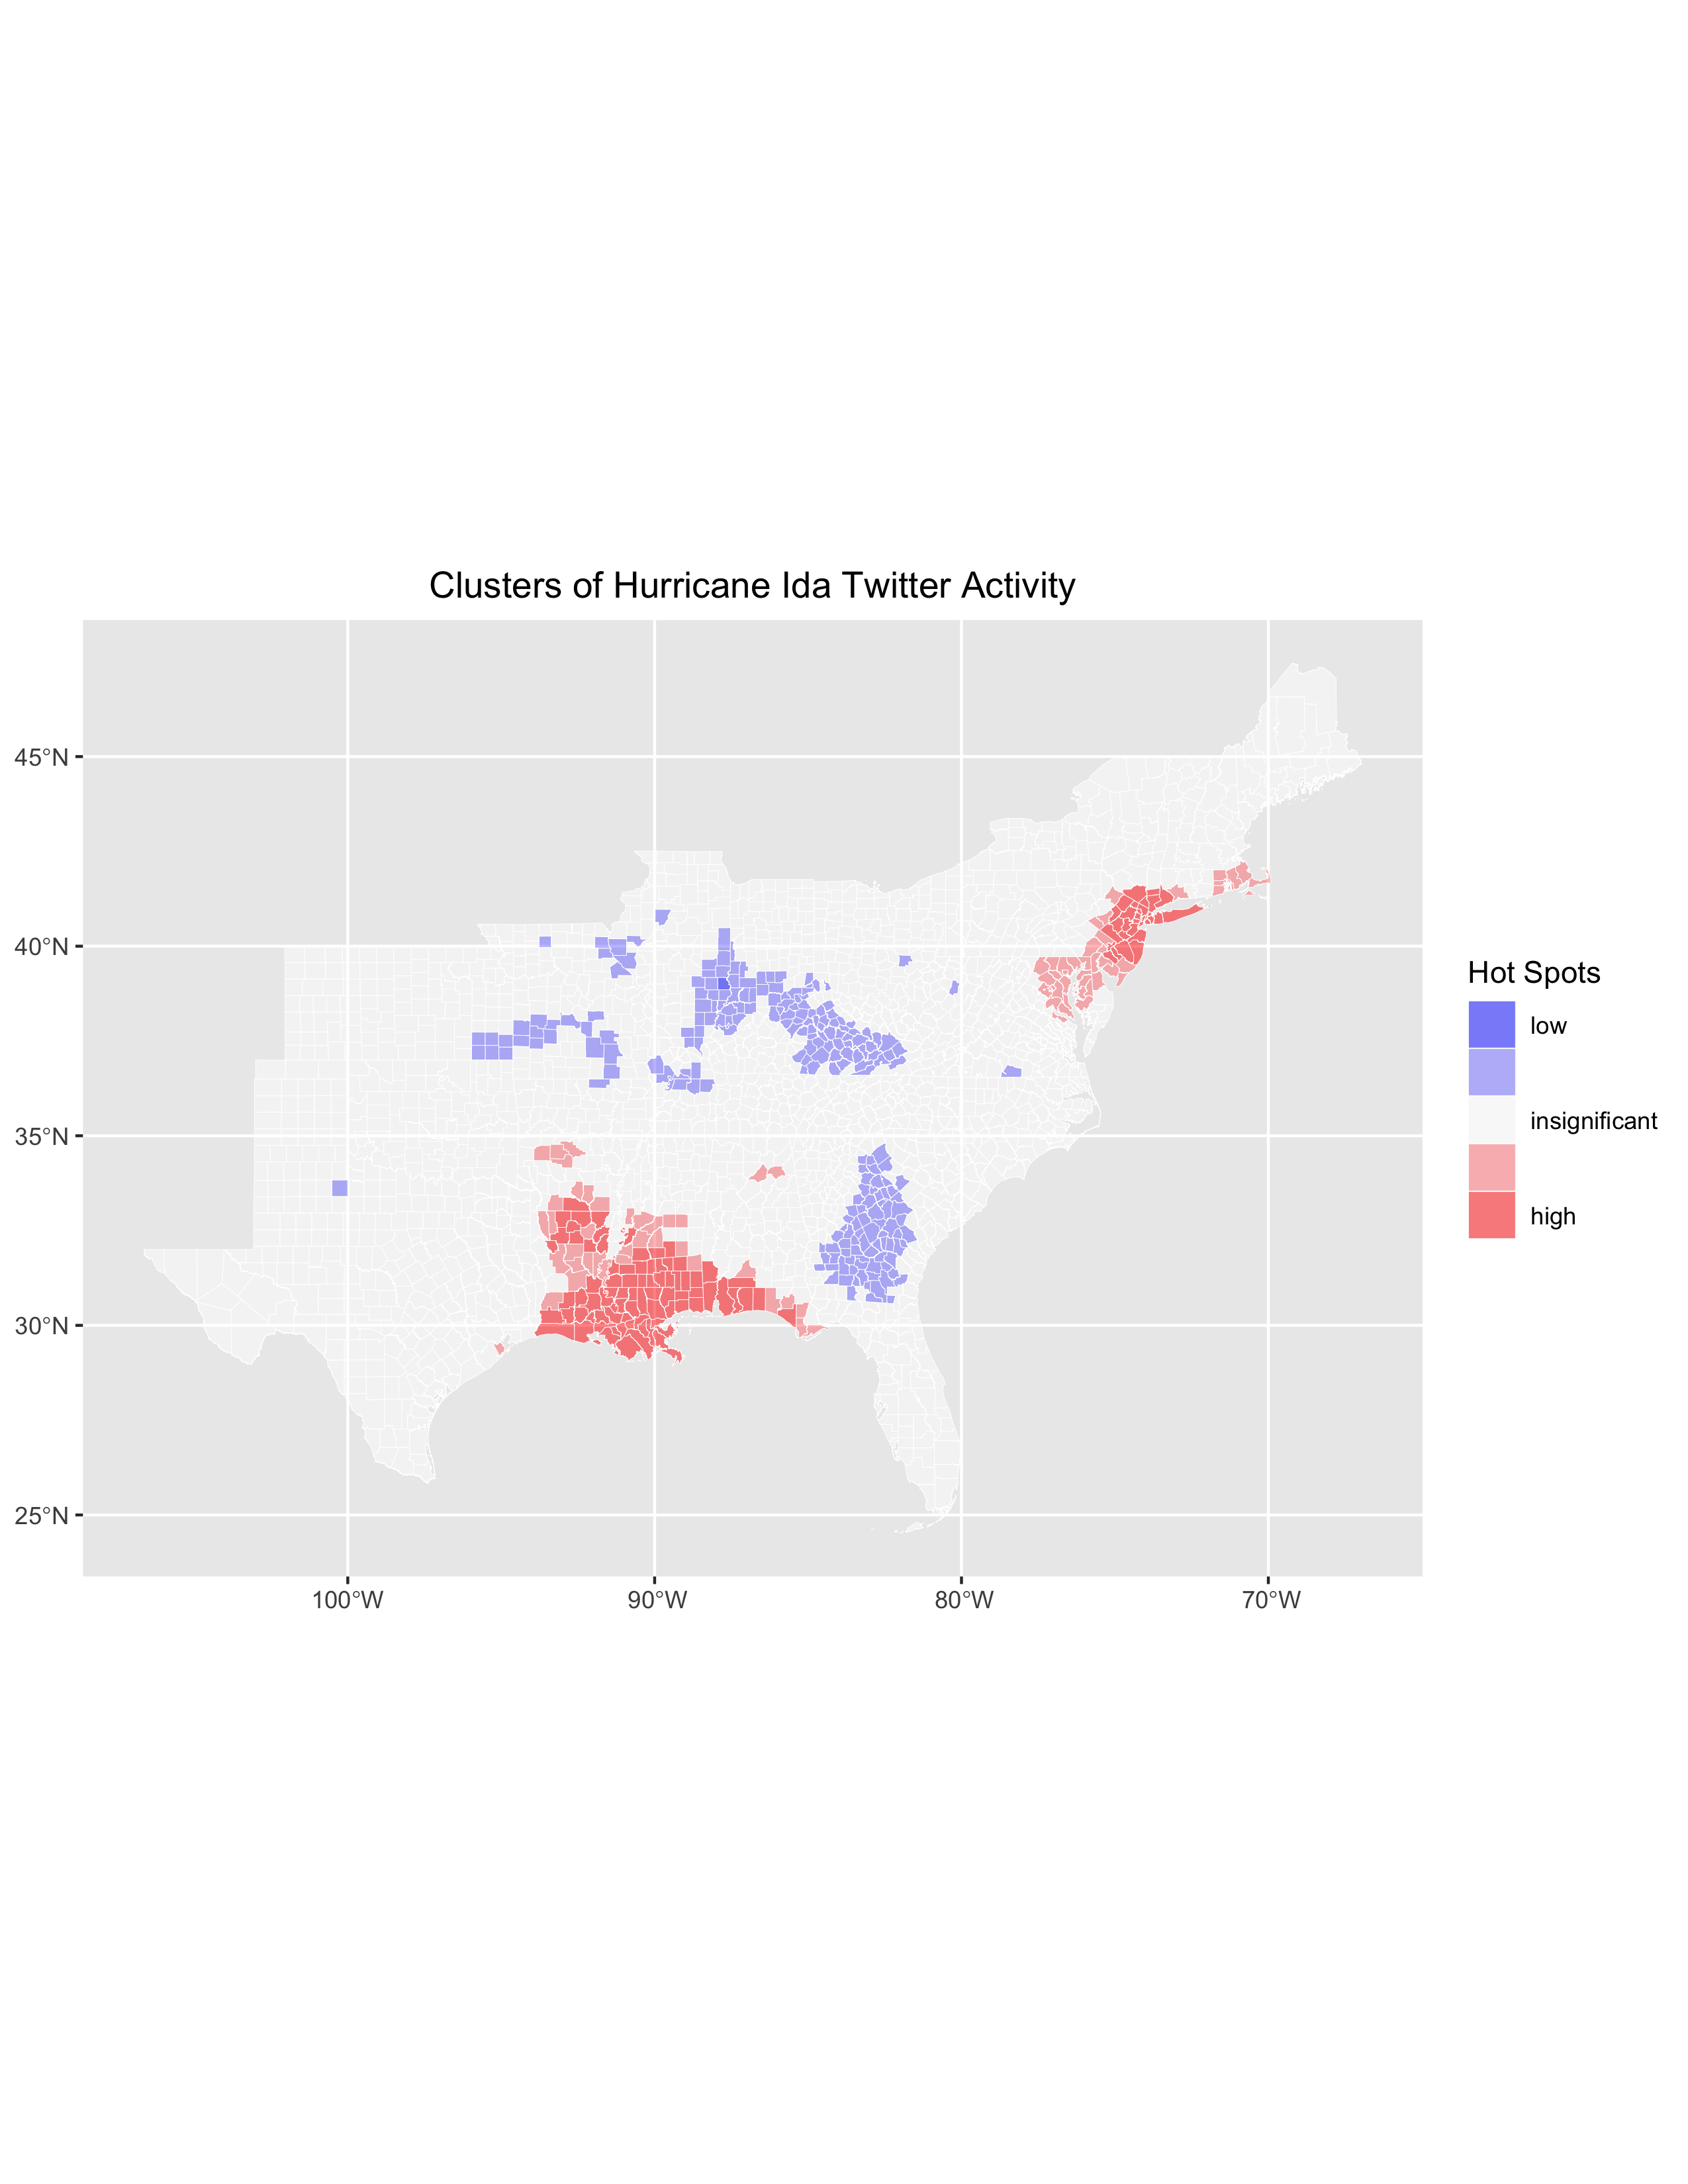 Clusters of Hurricane Ida Twitter Activity
45°N
40°N
35°N
30°N
25°N
100°W
90°W
80°W
70°W
Hot Spots
low
insignificant
high